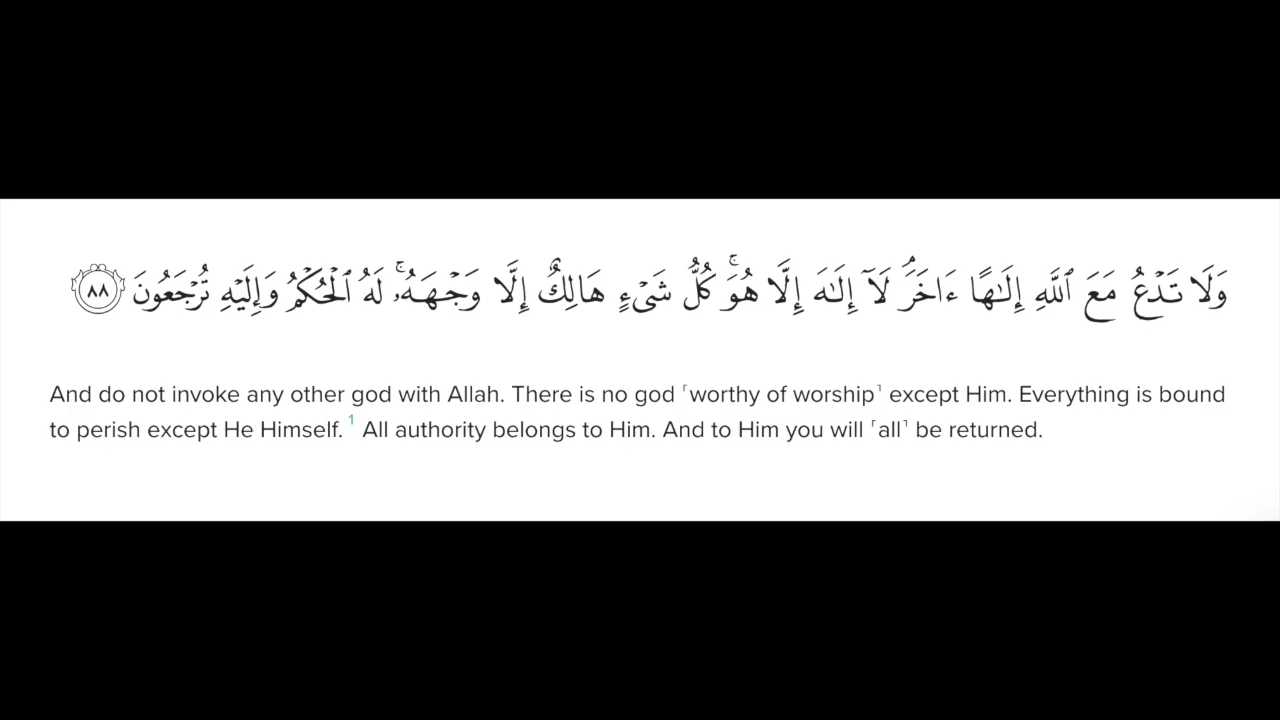 وَلَا تَدۡعُ مَعَ ٱللَّهِ إِلَٰهًا ءَاخَرَۘ لَآ إِلَٰهَ إِلَّا هُوَۚ كُلُّ شَيۡءٍ هَالِكٌ إِلَّا وَجۡهَهُۥۚ لَهُ ٱلۡحُكۡمُ وَإِلَيۡهِ تُرۡجَعُونَ ٨٨
And do not invoke any other god with Allah. There is no god ˹worthy of worship˺ except Him. Everything is bound
to perish except He Himself. 1 All authority belongs to Him. And to Him you will ˹all˺ be returned.